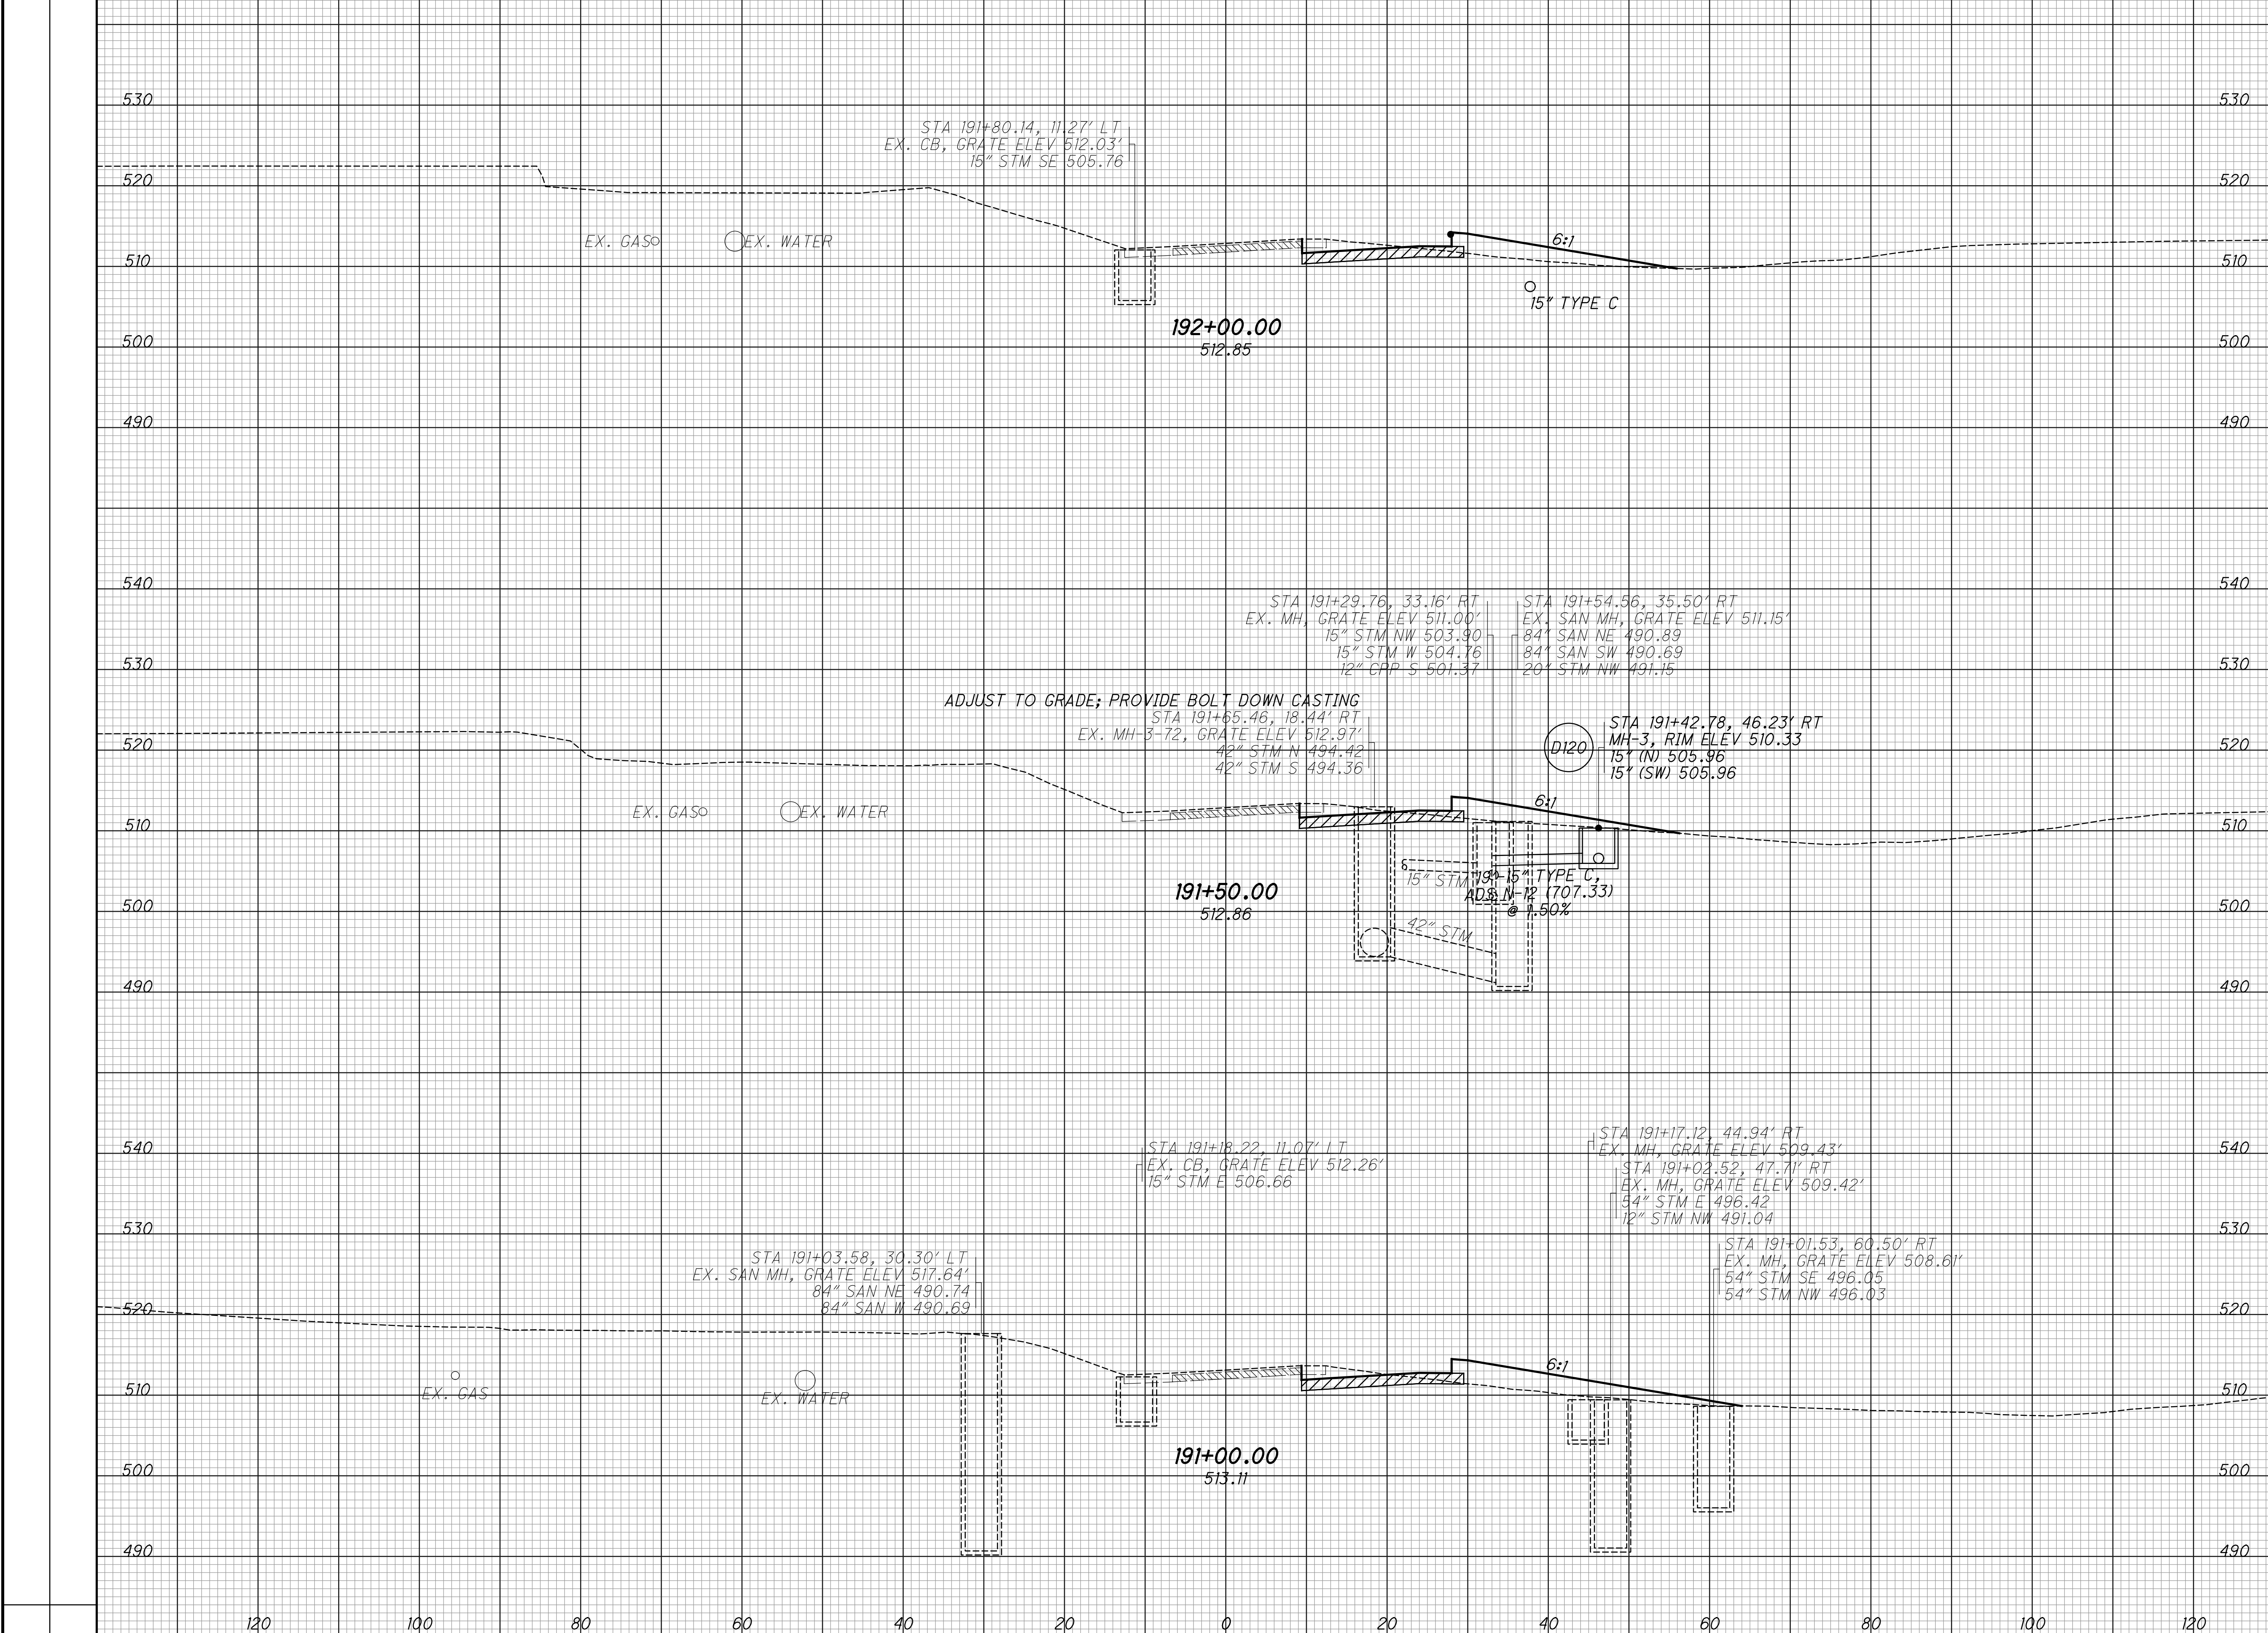 530
530
STA 191+80.14, 11.27' LT
EX. CB, GRATE ELEV 512.03'
15" STM SE 505.76
520
520
EX. GAS
EX. WATER
6:1
510
510
15" TYPE C
192+00.00
512.85
500
500
490
490
540
540
STA 191+29.76, 33.16' RT
EX. MH, GRATE ELEV 511.00'
15" STM NW 503.90
15" STM W 504.76
12" CPP S 501.37
STA 191+54.56, 35.50' RT
EX. SAN MH, GRATE ELEV 511.15'
84" SAN NE 490.89
84" SAN SW 490.69
20" STM NW 491.15
530
530
ADJUST TO GRADE; PROVIDE BOLT DOWN CASTING
STA 191+65.46, 18.44' RT
EX. MH-3-72, GRATE ELEV 512.97'
42" STM N 494.42
42" STM S 494.36
D120
STA 191+42.78, 46.23' RT
MH-3, RIM ELEV 510.33
15" (N) 505.96
15" (SW) 505.96
520
520
EX. GAS
EX. WATER
6:1
510
510
15" STM
19'-15" TYPE C,
ADS N-12 (707.33)
@ 1.50%
191+50.00
512.86
500
500
42" STM
490
490
540
540
STA 191+18.22, 11.07' LT
EX. CB, GRATE ELEV 512.26'
15" STM E 506.66
STA 191+17.12, 44.94' RT
EX. MH, GRATE ELEV 509.43'
STA 191+02.52, 47.71' RT
EX. MH, GRATE ELEV 509.42'
54" STM E 496.42
12" STM NW 491.04
530
530
STA 191+03.58, 30.30' LT
EX. SAN MH, GRATE ELEV 517.64'
84" SAN NE 490.74
84" SAN W 490.69
STA 191+01.53, 60.50' RT
EX. MH, GRATE ELEV 508.61'
54" STM SE 496.05
54" STM NW 496.03
520
520
6:1
EX. GAS
EX. WATER
510
510
191+00.00
513.11
500
500
490
490
120 100 80 60 40 20 0 20 40 60 80 100 120